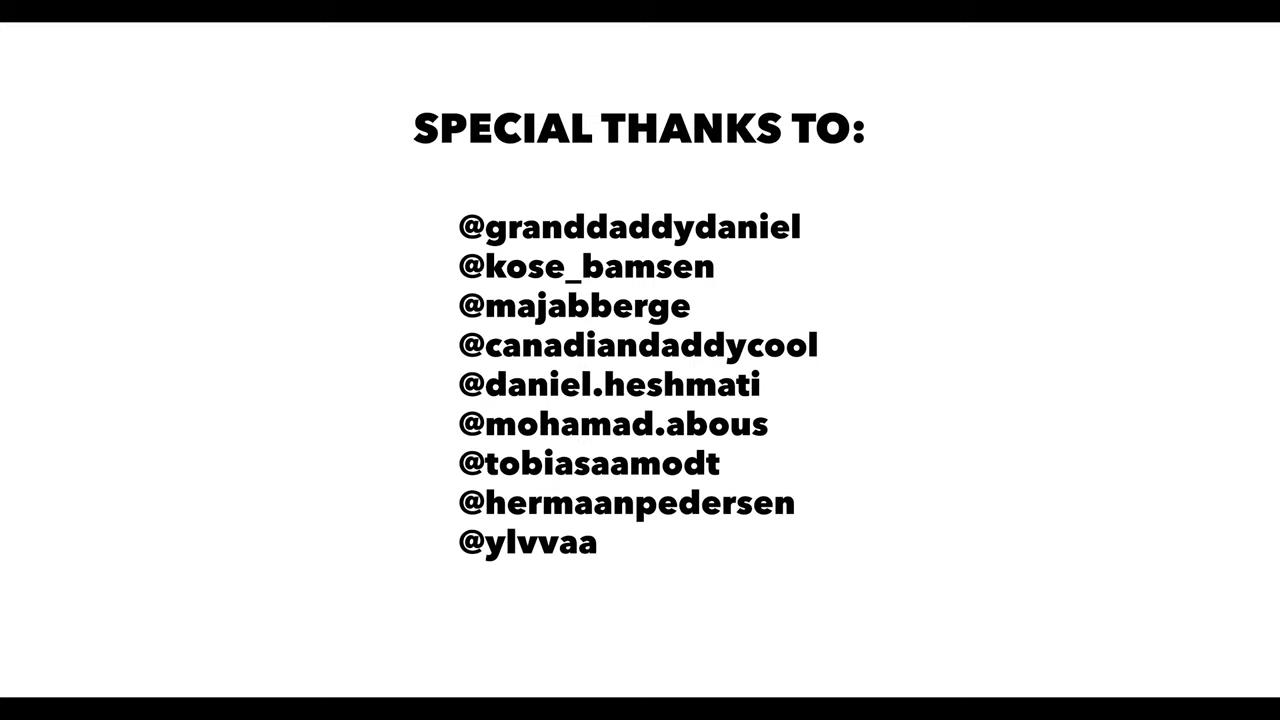 SPECIAL THANKS TO:
@granddaddydaniel
@kose_bamsen
@majabberge
@canadiandaddycool
@daniel.heshmati
@mohamad.abous
@tobiasaamodt
@hermaanpedersen
@ylvvaa